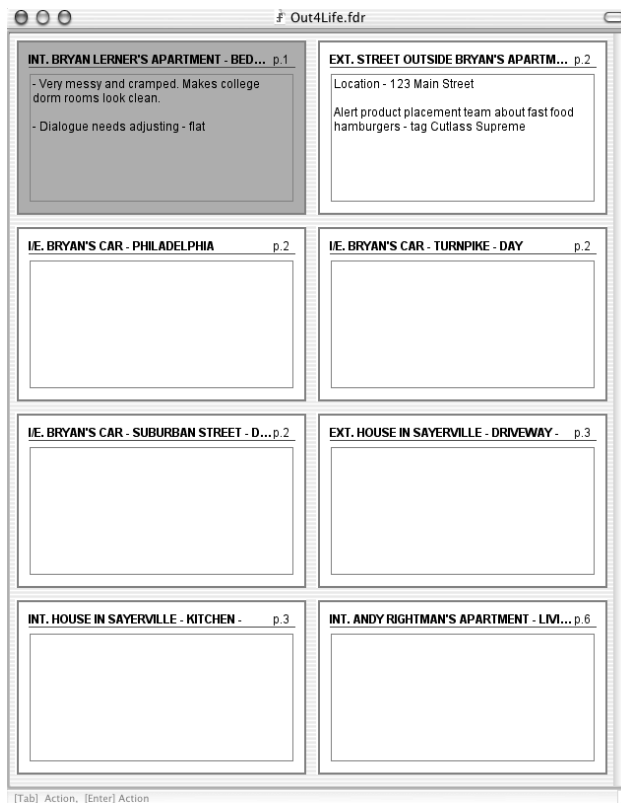 Out4Life.fdr
INT. BRYAN LERNER'S APARTMENT - BED... p.1
- Very messy and cramped. Makes college
dorm rooms look clean.
- Dialogue needs adjusting - flat
EXT. STREET OUTSIDE BRYAN'S APARTM... p.2
Location - 123 Main Street
Alert product placement team about fast food
hamburgers - tag Cutlass Supreme
I/E. BRYAN'S CAR - PHILADELPHIA p.2
I/E. BRYAN'S CAR - TURNPIKE - DAY p.2
I/E. BRYAN'S CAR - SUBURBAN STREET - D... p.2
EXT. HOUSE IN SAYERVILLE - DRIVEWAY - p.3
INT. HOUSE IN SAYERVILLE - KITCHEN - p.3
INT. ANDY RIGHTMAN'S APARTMENT - LIVI... p.6
[Tab] Action, [Enter] Action